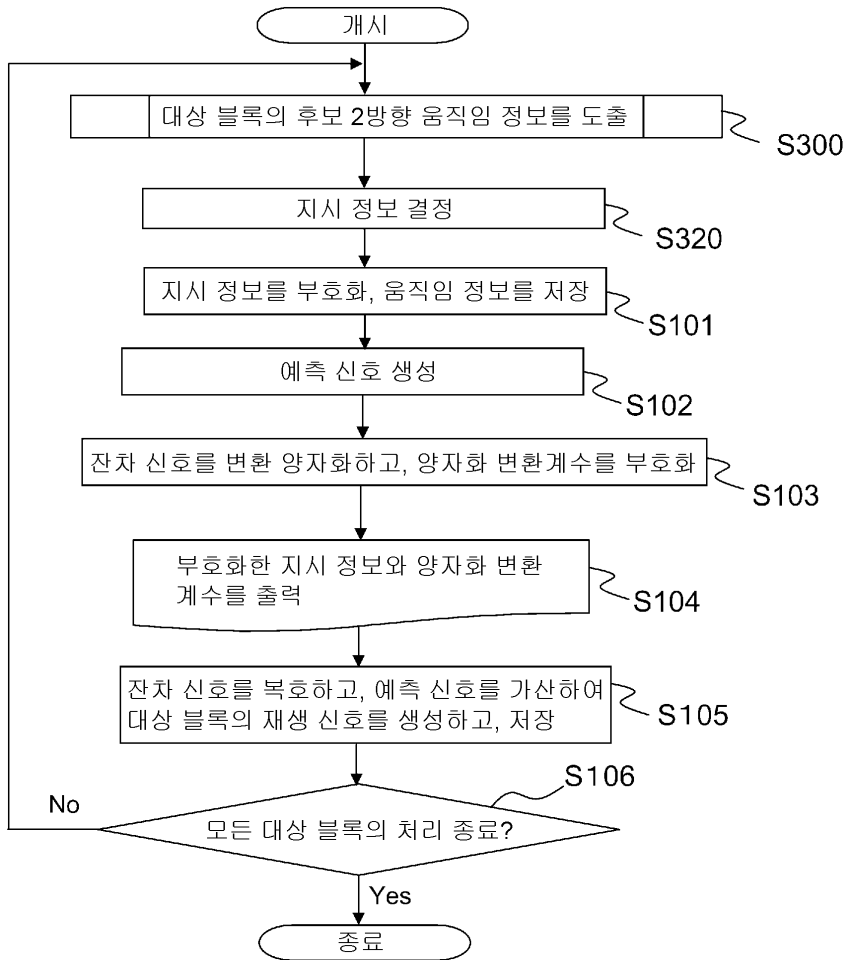 개시
대상 블록의 후보 2방향 움직임 정보를 도출
S300
지시 정보 결정
S320
지시 정보를 부호화, 움직임 정보를 저장
S101
예측 신호 생성
S102
잔차 신호를 변환 양자화하고, 양자화 변환계수를 부호화
S103
부호화한 지시 정보와 양자화 변환
계수를 출력
S104
잔차 신호를 복호하고, 예측 신호를 가산하여
대상 블록의 재생 신호를 생성하고, 저장
S105
S106
No
모든 대상 블록의 처리 종료?
Yes
종료